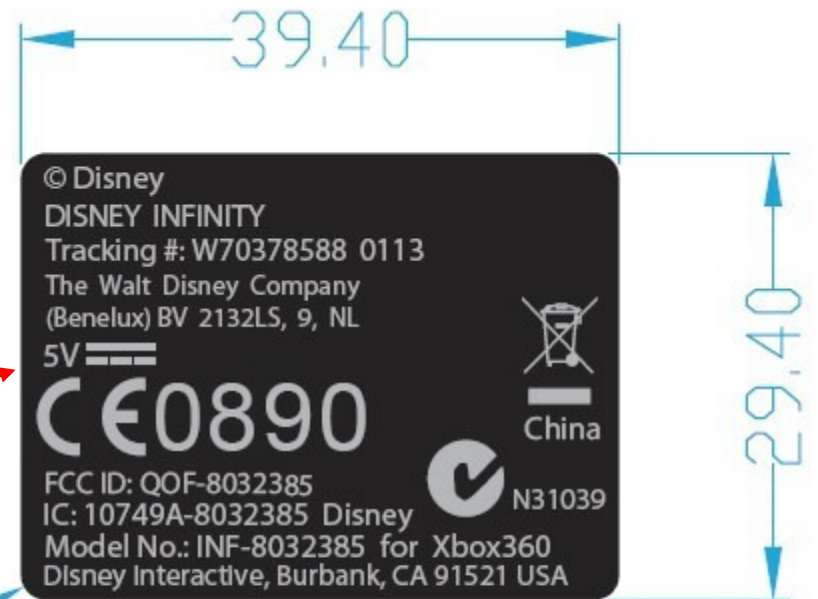 39.40
© Disney
DISNEY INFINITY
Tracking #: W70378588 0113
The Walt Disney Company
(Benelux) BV 2132LS, 9, NL
5V
CE0890
China
29.40
FCC ID: QOF-8032385
N31039
IC: 10749A-8032385 Disney
Model No.: INF-8032385 for Xbox360
Disney Interactive, Burbank, CA 91521 USA